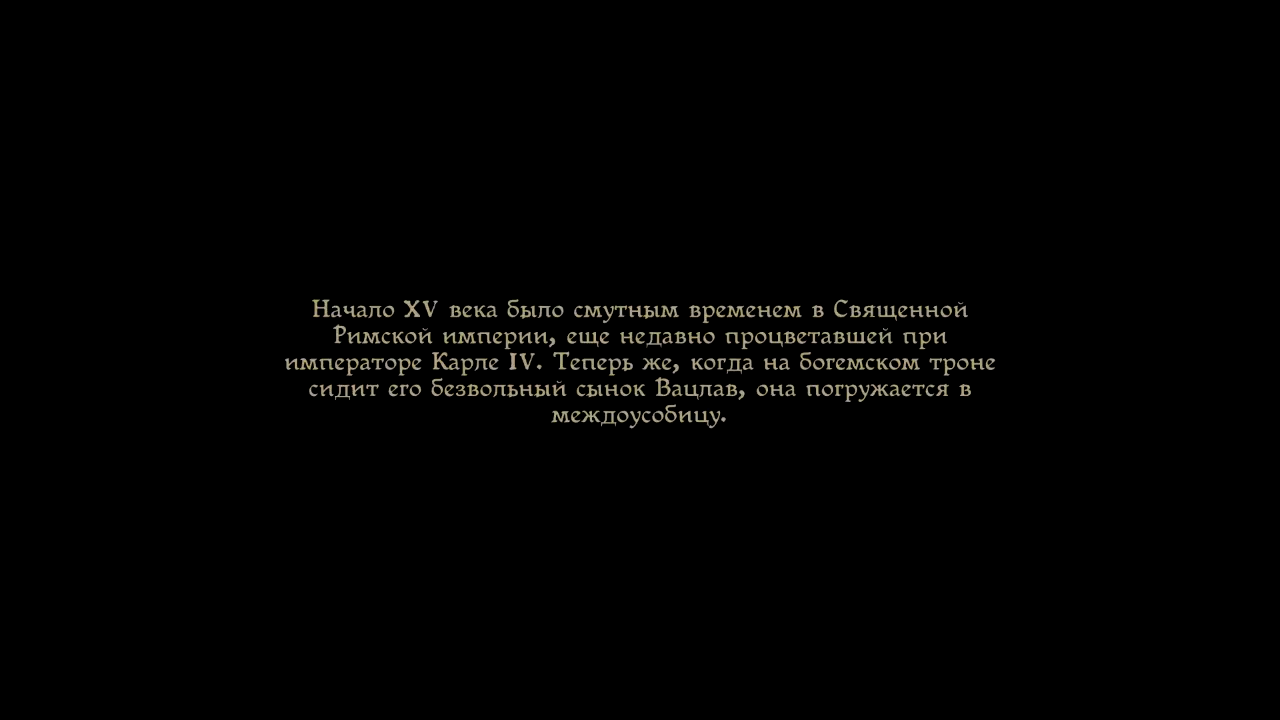 Начало XV века было смутным временем в Священной
Римской империи, еще недавно процветавшей при
императоре Карле IV. Теперь же, когда на богемском троне
сидит его безвольный сынок Вацлав, она погружается в
междоусобицу.